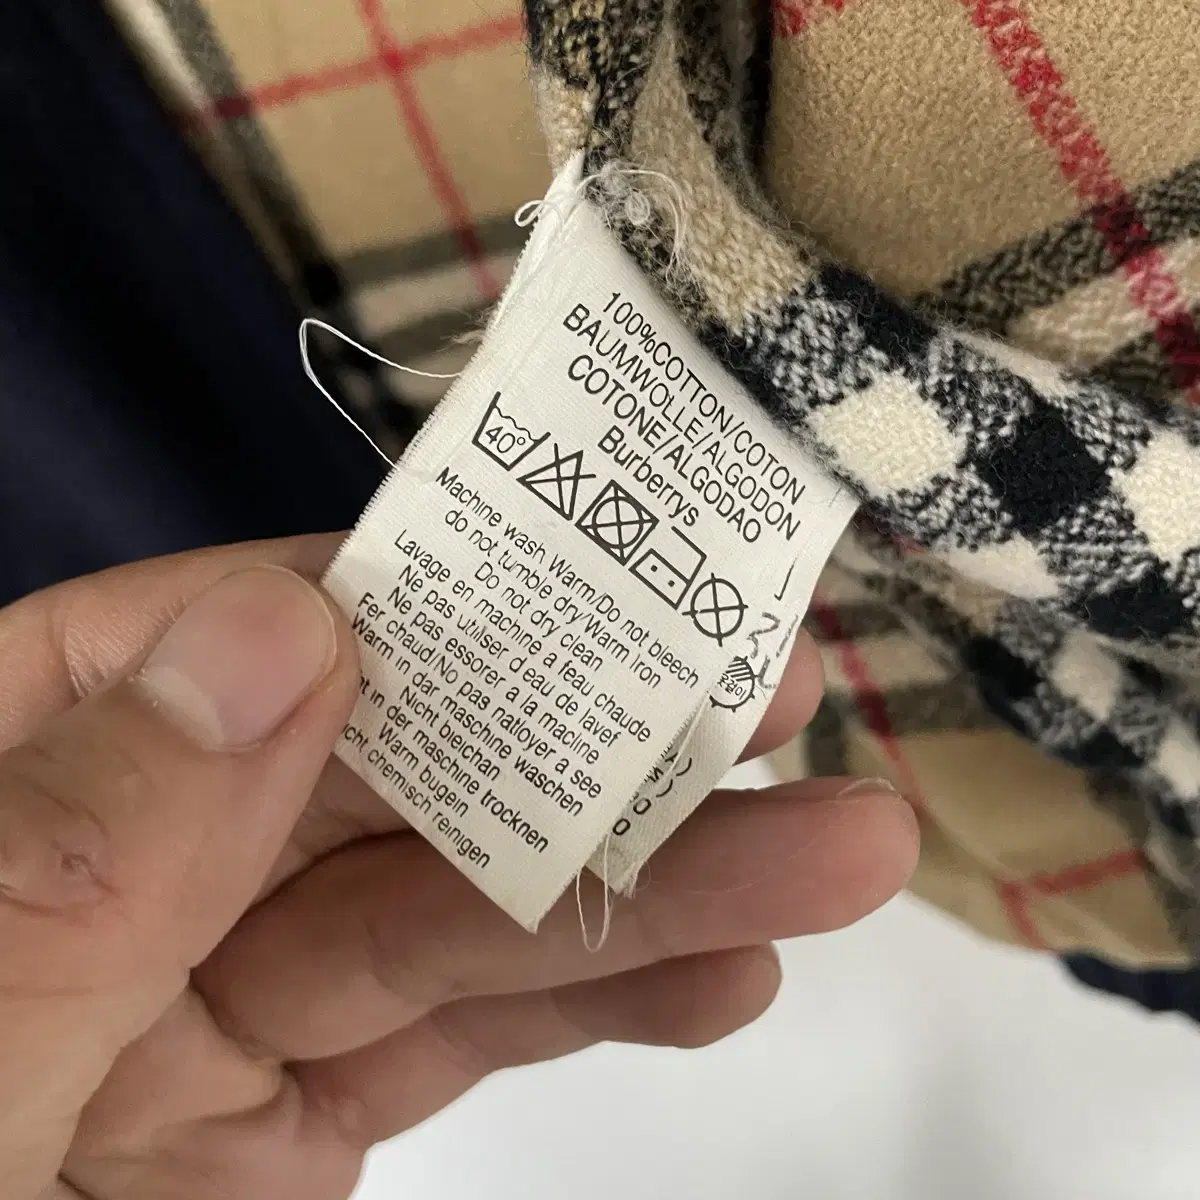 100%COTTON/COTON
BAUMWOLLE/ALGODON
COTONE/ALGODAO
Burberrys
40°
Machine wash Warm/Do not bleech
do not tumble dry/Warm Iron
Do not dry clean
Lavage en machine a feau chaude
Ne pas utiliser d'eau de lavef
Ne pas essorer a la macline
Fer chaud/No pas natloyer a see
Warm in dar maschine waschen
Nicht bleichan
in der maschine trocknen
Warm bugein
chemisch reinigen